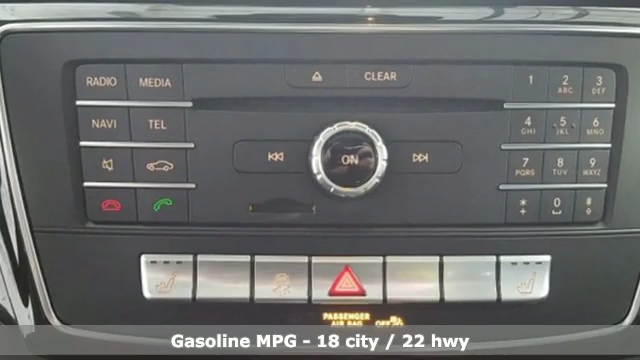 RADIO MEDIA CLEAR 1 2 ABC 3 DEF
NAVI TEL 4 GHI 5 JKL 6 MNO
ON 7 PQRS 8 TUV 9 WXYZ
* + 0 #
PASSENGER
AIR BAG OFF
Gasoline MPG - 18 city / 22 hwy